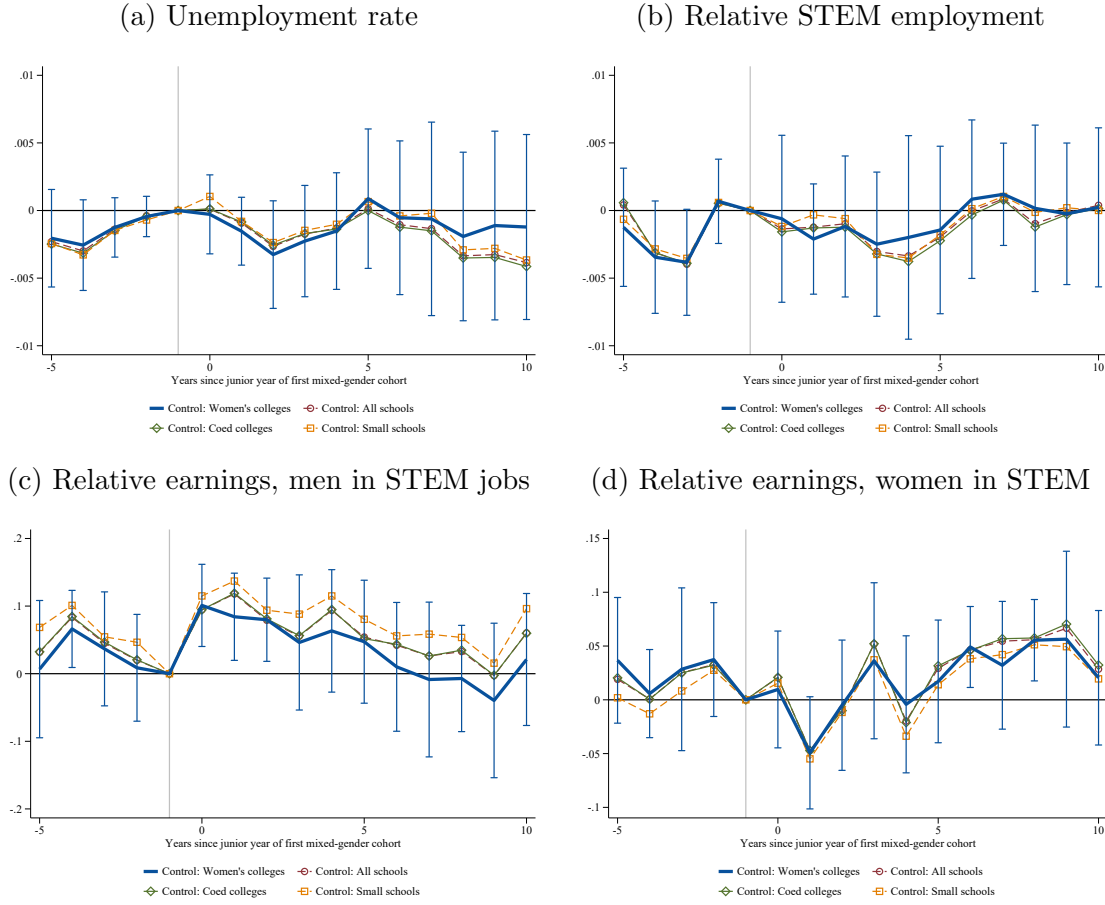 (a) Unemployment rate
.01
.005
0
-.005
-.01
-5
0
5
10
Years since junior year of first mixed-gender cohort
Control: Women's colleges
Control: All schools
Control: Coed colleges
Control: Small schools
(b) Relative STEM employment
.01
.005
0
-.005
-.01
-5
0
5
10
Years since junior year of first mixed-gender cohort
Control: Women's colleges
Control: All schools
Control: Coed colleges
Control: Small schools
(c) Relative earnings, men in STEM jobs
.2
.1
0
-.1
-.2
-5
0
5
10
Years since junior year of first mixed-gender cohort
Control: Women's colleges
Control: All schools
Control: Coed colleges
Control: Small schools
(d) Relative earnings, women in STEM
.15
.1
.05
0
-.05
-.1
-5
0
5
10
Years since junior year of first mixed-gender cohort
Control: Women's colleges
Control: All schools
Control: Coed colleges
Control: Small schools